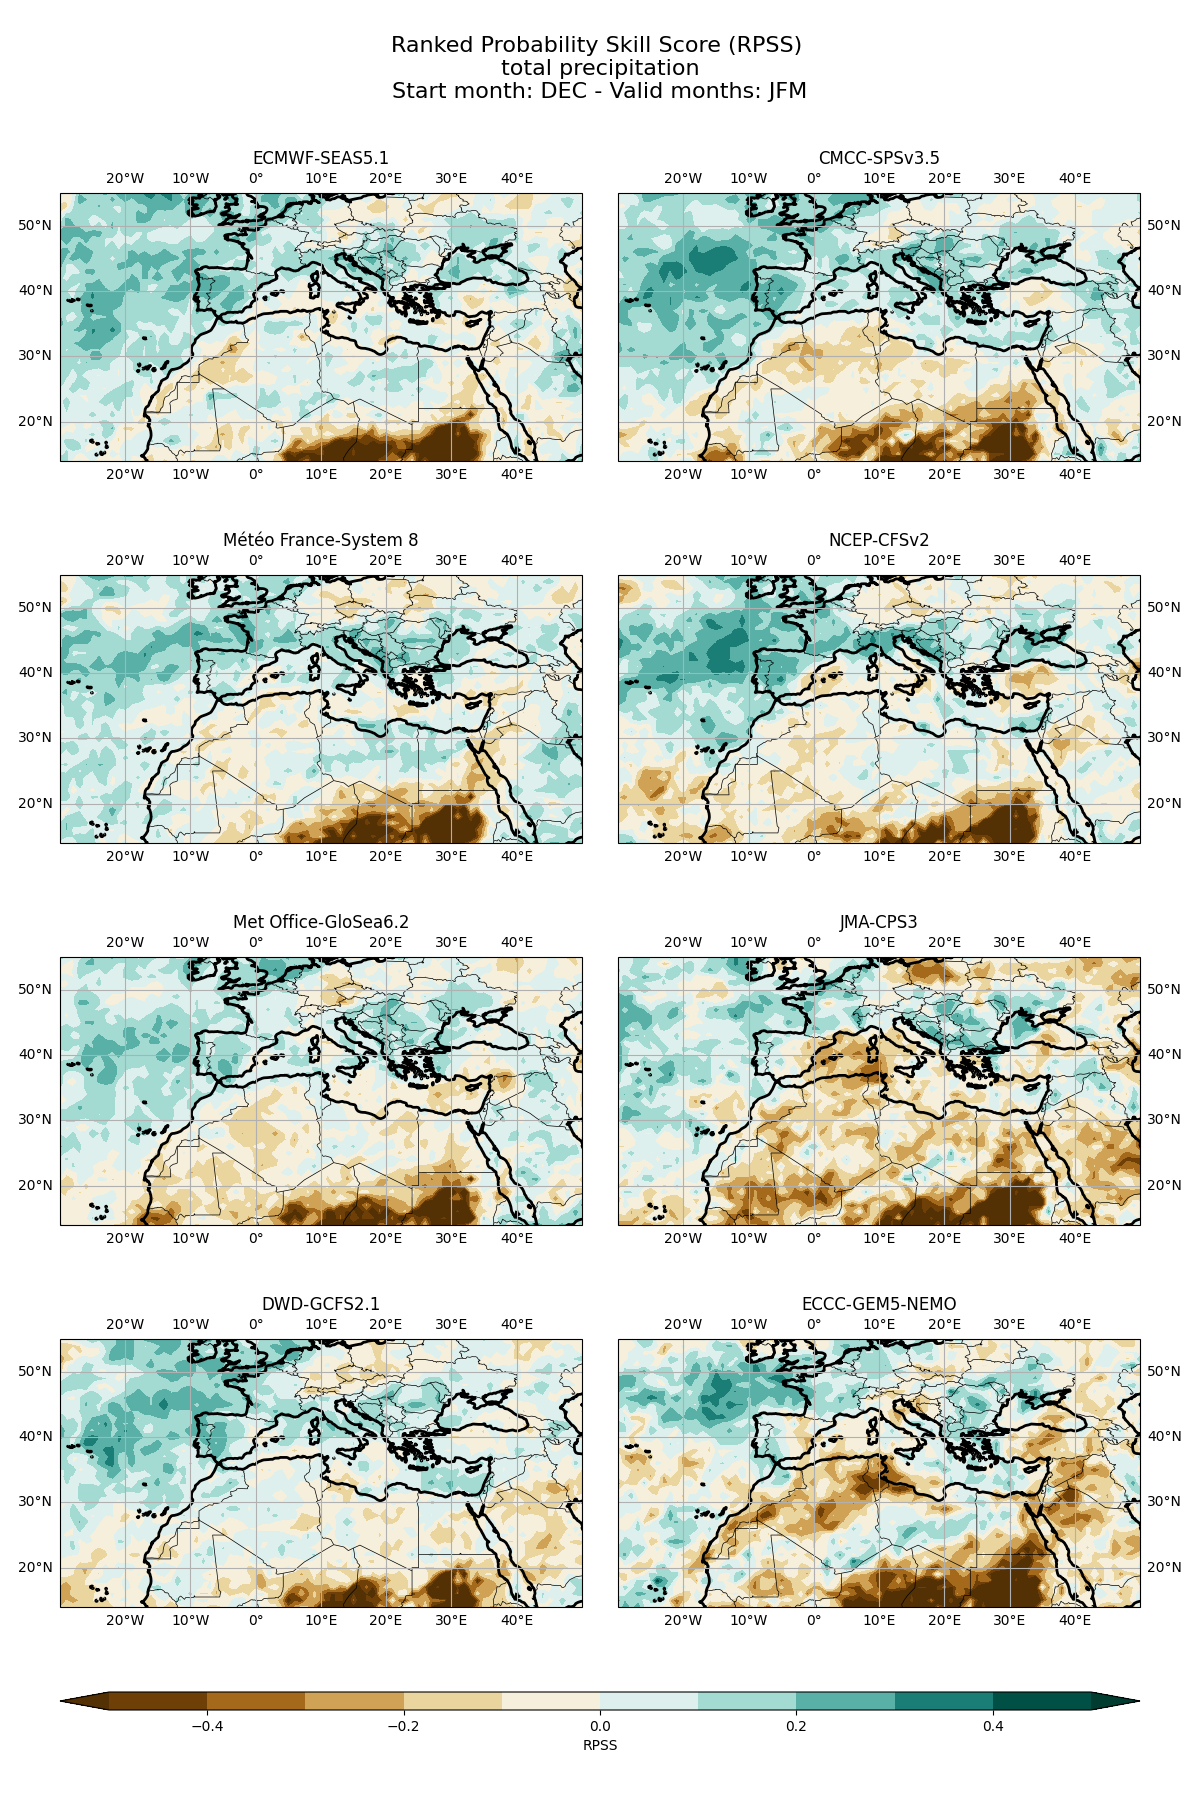 Ranked Probability Skill Score (RPSS)
total precipitation
Start month: DEC - Valid months: JFM
ECMWF-SEAS5.1
CMCC-SPSv3.5
20°W 10°W 0° 10°E 20°E 30°E 40°E
20°W 10°W 0° 10°E 20°E 30°E 40°E
50°N
50°N
40°N
40°N
30°N
30°N
20°N
20°N
20°W 10°W 0° 10°E 20°E 30°E 40°E
20°W 10°W 0° 10°E 20°E 30°E 40°E
Météo France-System 8
NCEP-CFSv2
20°W 10°W 0° 10°E 20°E 30°E 40°E
20°W 10°W 0° 10°E 20°E 30°E 40°E
50°N
50°N
40°N
40°N
30°N
30°N
20°N
20°N
20°W 10°W 0° 10°E 20°E 30°E 40°E
20°W 10°W 0° 10°E 20°E 30°E 40°E
Met Office-GloSea6.2
JMA-CPS3
20°W 10°W 0° 10°E 20°E 30°E 40°E
20°W 10°W 0° 10°E 20°E 30°E 40°E
50°N
50°N
40°N
40°N
30°N
30°N
20°N
20°N
20°W 10°W 0° 10°E 20°E 30°E 40°E
20°W 10°W 0° 10°E 20°E 30°E 40°E
DWD-GCFS2.1
ECCC-GEM5-NEMO
20°W 10°W 0° 10°E 20°E 30°E 40°E
20°W 10°W 0° 10°E 20°E 30°E 40°E
50°N
50°N
40°N
40°N
30°N
30°N
20°N
20°N
20°W 10°W 0° 10°E 20°E 30°E 40°E
20°W 10°W 0° 10°E 20°E 30°E 40°E
−0.4 −0.2 0.0 0.2 0.4
RPSS